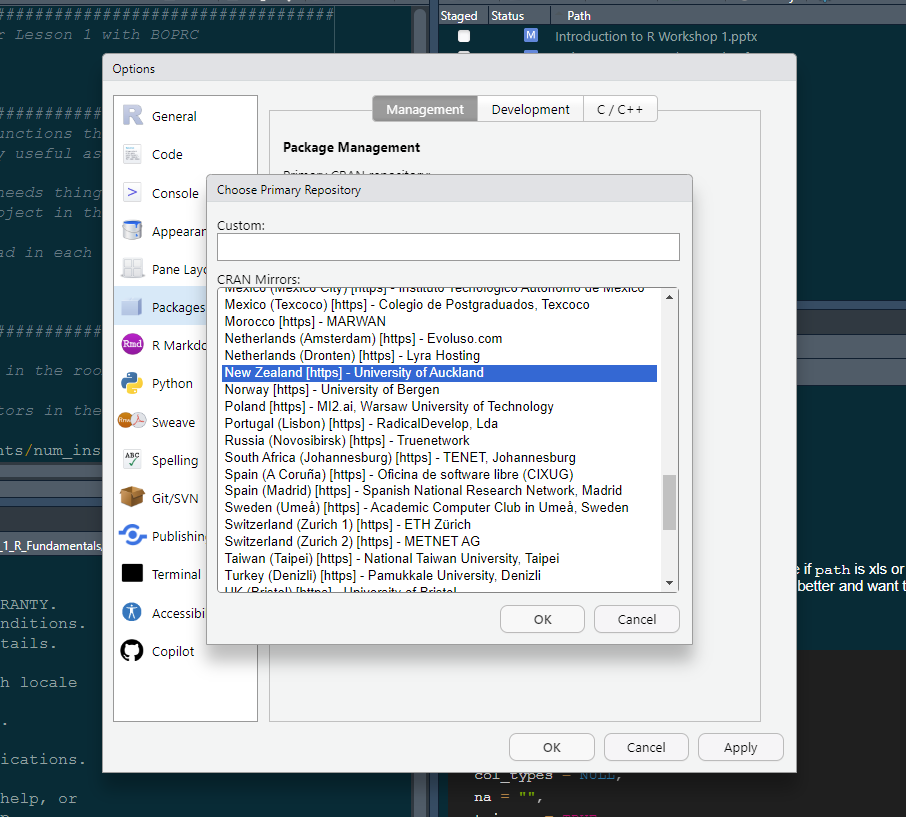 ################################
r Lesson 1 with BOPRC
Staged Status Path
M Introduction to R Workshop 1.pptx
Options
General
Code
Console
Appearan
Pane Layo
Packages
Rmd R Markdo
Python
Sweave
ABC Spelling
Git/SVN
Publishin
Terminal
Accessibi
Copilot
Management Development C / C++
Package Management
Primary CRAN repository
Choose Primary Repository
Custom:
CRAN Mirrors:
Mexico (Mexico City) [https] - Instituto Tecnologico Autonomo de Mexico
Mexico (Texcoco) [https] - Colegio de Postgraduados, Texcoco
Morocco [https] - MARWAN
Netherlands (Amsterdam) [https] - Evoluso.com
Netherlands (Dronten) [https] - Lyra Hosting
New Zealand [https] - University of Auckland
Norway [https] - University of Bergen
Poland [https] - MI2.ai, Warsaw University of Technology
Portugal (Lisbon) [https] - RadicalDevelop, Lda
Russia (Novosibirsk) [https] - Truenetwork
South Africa (Johannesburg) [https] - TENET, Johannesburg
Spain (A Coruña) [https] - Oficina de software libre (CIXUG)
Spain (Madrid) [https] - Spanish National Research Network, Madrid
Sweden (Umeå) [https] - Academic Computer Club in Umeå, Sweden
Switzerland (Zurich 1) [https] - ETH Zürich
Switzerland (Zurich 2) [https] - METNET AG
Taiwan (Taipei) [https] - National Taiwan University, Taipei
Turkey (Denizli) [https] - Pamukkale University, Denizli
UK (Bristol) [https] - University of Bristol
OK Cancel
OK Cancel Apply
###########
unctions th
y useful as
needs thing
oject in th
ad in each
###########
in the roo
tors in the
nts/num_ins
_1_R_Fundamentals
RRANTY.
nditions.
tails.
h locale
.
ications.
help, or
e if path is xls or
better and want t
col_types = NULL,
na = "",